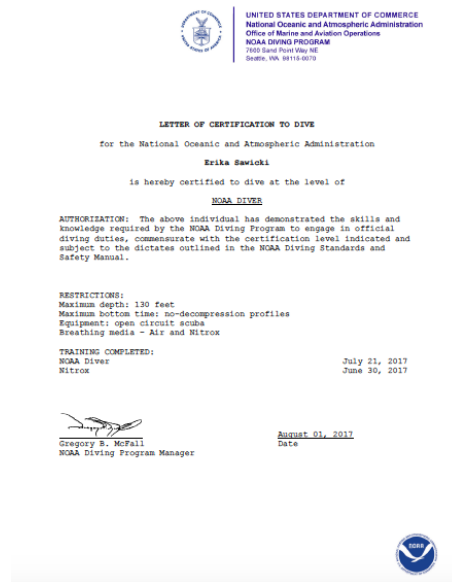 UNITED STATES DEPARTMENT OF COMMERCE
National Oceanic and Atmospheric Administration
Office of Marine and Aviation Operations
NOAA DIVING PROGRAM
7600 Sand Point Way NE
Seattle, WA 98115-0070
LETTER OF CERTIFICATION TO DIVE
for the National Oceanic and Atmospheric Administration
Erika Sawicki
is hereby certified to dive at the level of
NOAA DIVER
AUTHORIZATION: The above individual has demonstrated the skills and
knowledge required by the NOAA Diving Program to engage in official
diving duties, commensurate with the certification level indicated and
subject to the dictates outlined in the NOAA Diving Standards and
Safety Manual.
RESTRICTIONS:
Maximum depth: 130 feet
Maximum bottom time: no-decompression profiles
Equipment: open circuit scuba
Breathing media - Air and Nitrox
TRAINING COMPLETED:
NOAA Diver July 21, 2017
Nitrox June 30, 2017
August 01, 2017
Gregory B. McFall Date
NOAA Diving Program Manager